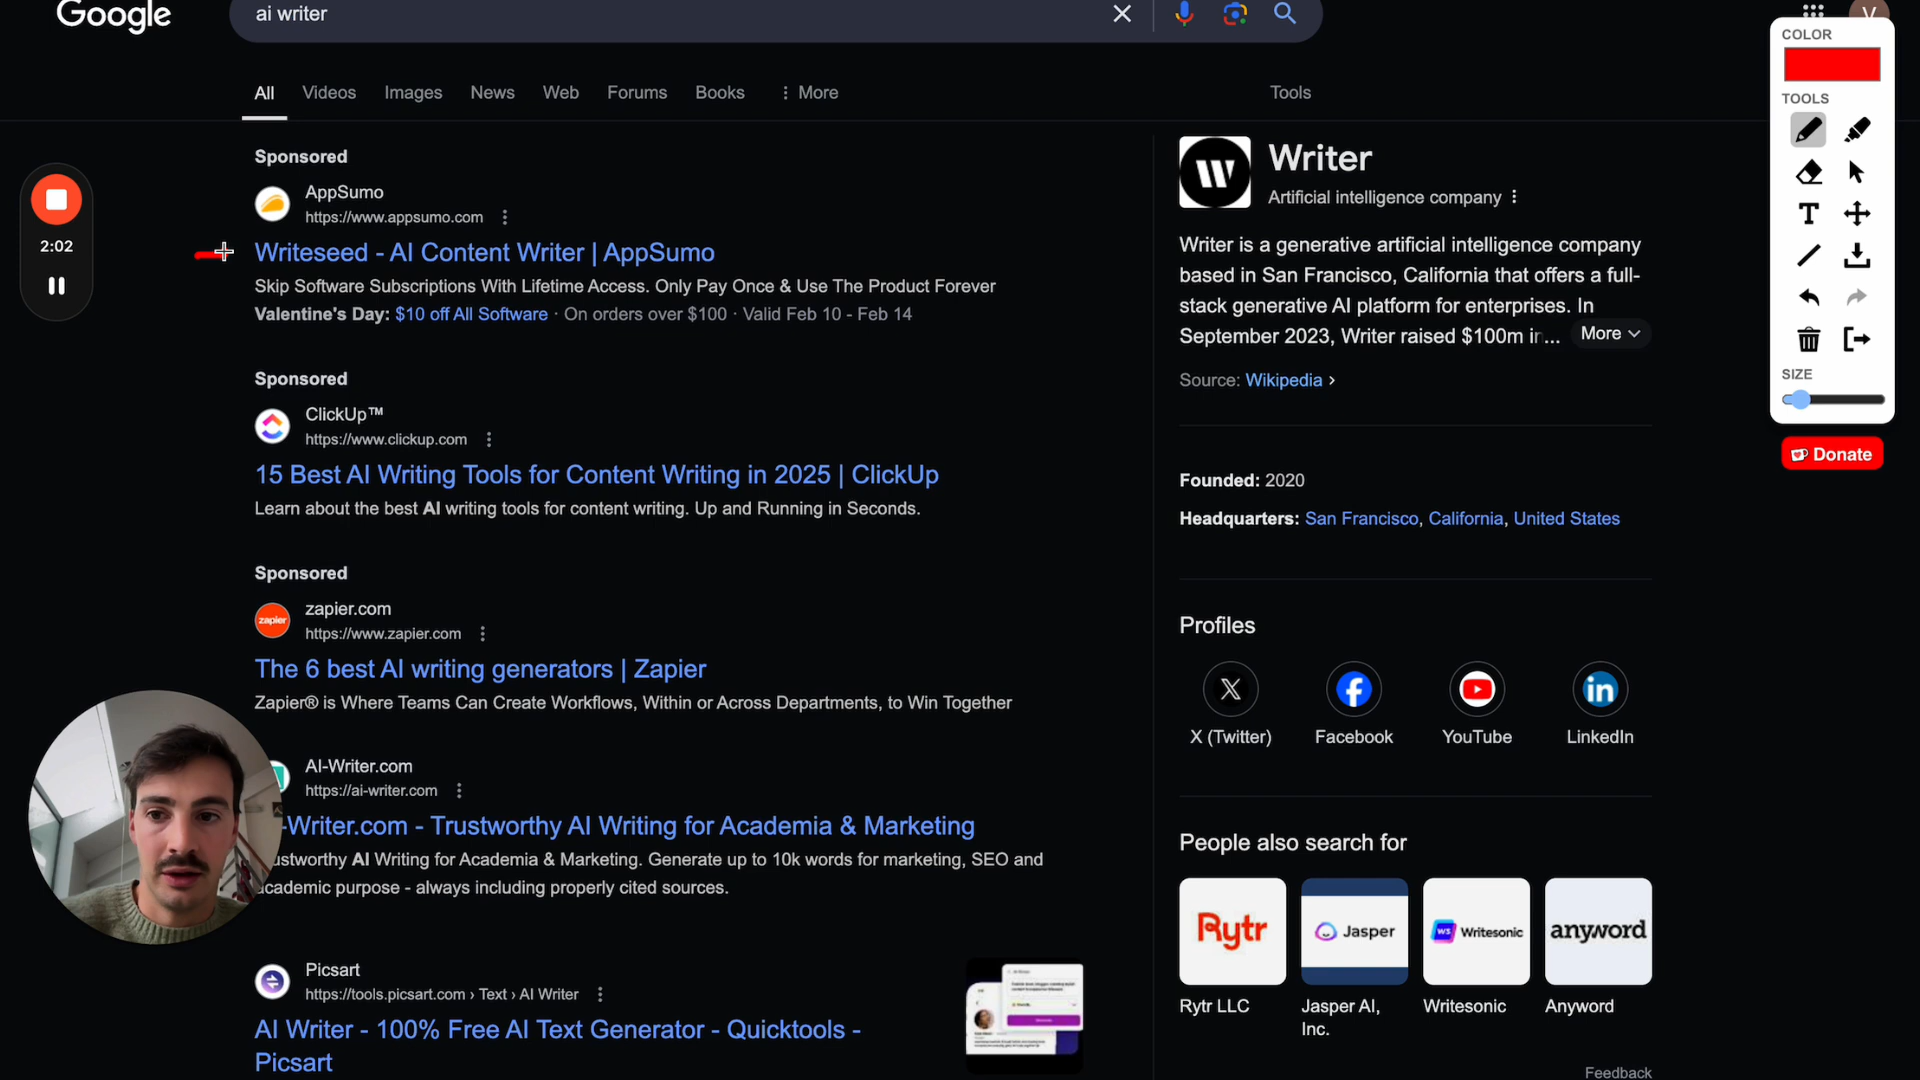 Google
ai writer
V
All
Videos
Images
News
Web
Forums
Books
More
Tools
COLOR
TOOLS
T
SIZE
Donate
2:02
Sponsored
AppSumo
https://www.appsumo.com
Writeseed - AI Content Writer | AppSumo
Skip Software Subscriptions With Lifetime Access. Only Pay Once & Use The Product Forever
Valentine's Day: $10 off All Software · On orders over $100 · Valid Feb 10 - Feb 14
Sponsored
ClickUp™
https://www.clickup.com
15 Best AI Writing Tools for Content Writing in 2025 | ClickUp
Learn about the best AI writing tools for content writing. Up and Running in Seconds.
Sponsored
zapier
zapier.com
https://www.zapier.com
The 6 best AI writing generators | Zapier
Zapier® is Where Teams Can Create Workflows, Within or Across Departments, to Win Together
AI-Writer.com
https://ai-writer.com
-Writer.com - Trustworthy AI Writing for Academia & Marketing
ustworthy AI Writing for Academia & Marketing. Generate up to 10k words for marketing, SEO and
academic purpose - always including properly cited sources.
Picsart
https://tools.picsart.com › Text › AI Writer
AI Writer - 100% Free AI Text Generator - Quicktools -
Picsart
Writer
Artificial intelligence company
Writer is a generative artificial intelligence company
based in San Francisco, California that offers a full-
stack generative AI platform for enterprises. In
September 2023, Writer raised $100m in...
More
Source: Wikipedia ›
Founded: 2020
Headquarters: San Francisco, California, United States
Profiles
X (Twitter)
Facebook
YouTube
LinkedIn
People also search for
Rytr
Jasper
Writesonic
anyword
Rytr LLC
Jasper AI,
Inc.
Writesonic
Anyword
Feedback